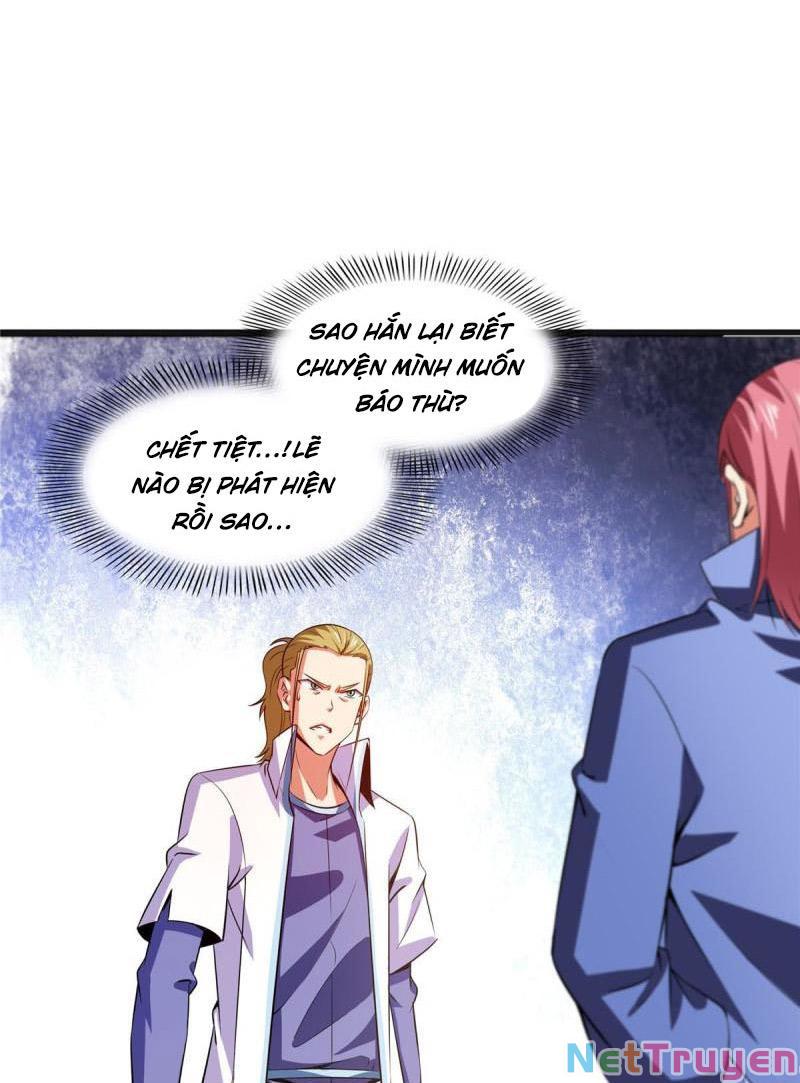 SAO HẮN LẠI BIẾT
CHUYỆN MÌNH MUỐN
BÁO THÙ?
CHẾT TIỆT...!LẼ
NÀO BỊ PHÁT HIỆN
RỒI SAO...
NetTruyen